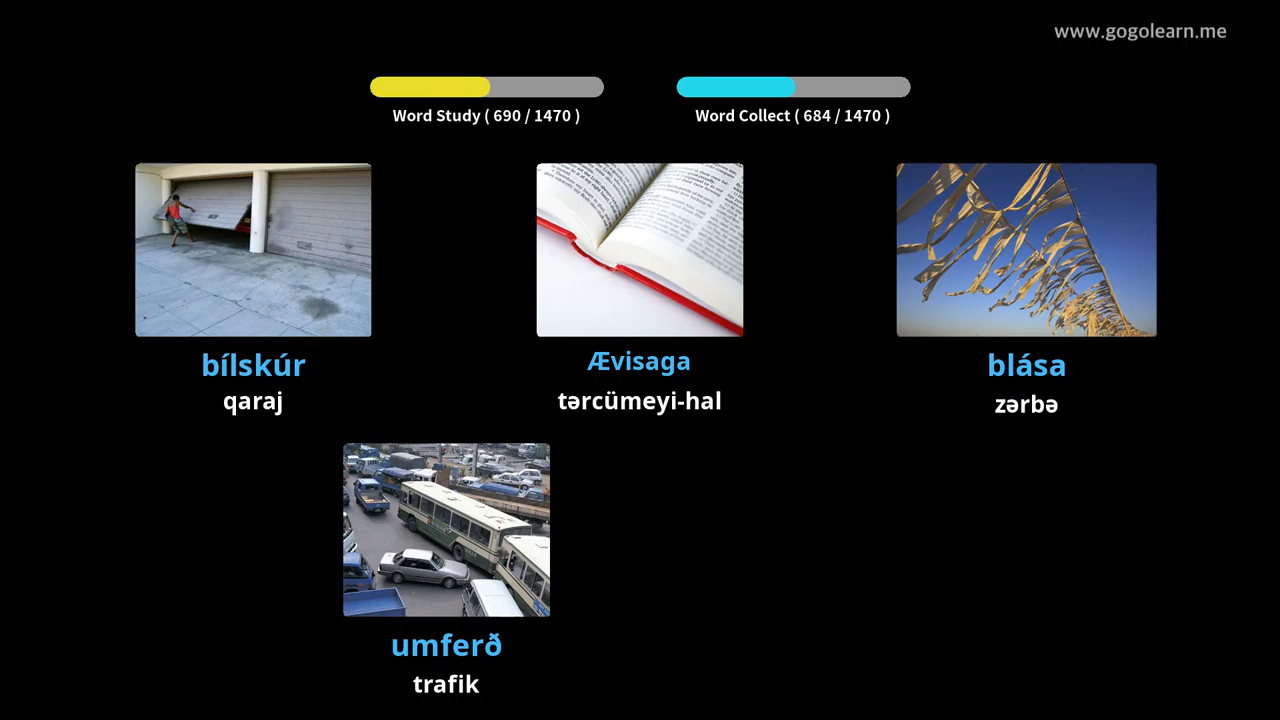 www.gogolearn.me
Word Study ( 690 / 1470 )
Word Collect ( 684 / 1470 )
bílskúr
qaraj
Ævisaga
tərcümeyi-hal
blása
zərbə
umferð
trafik